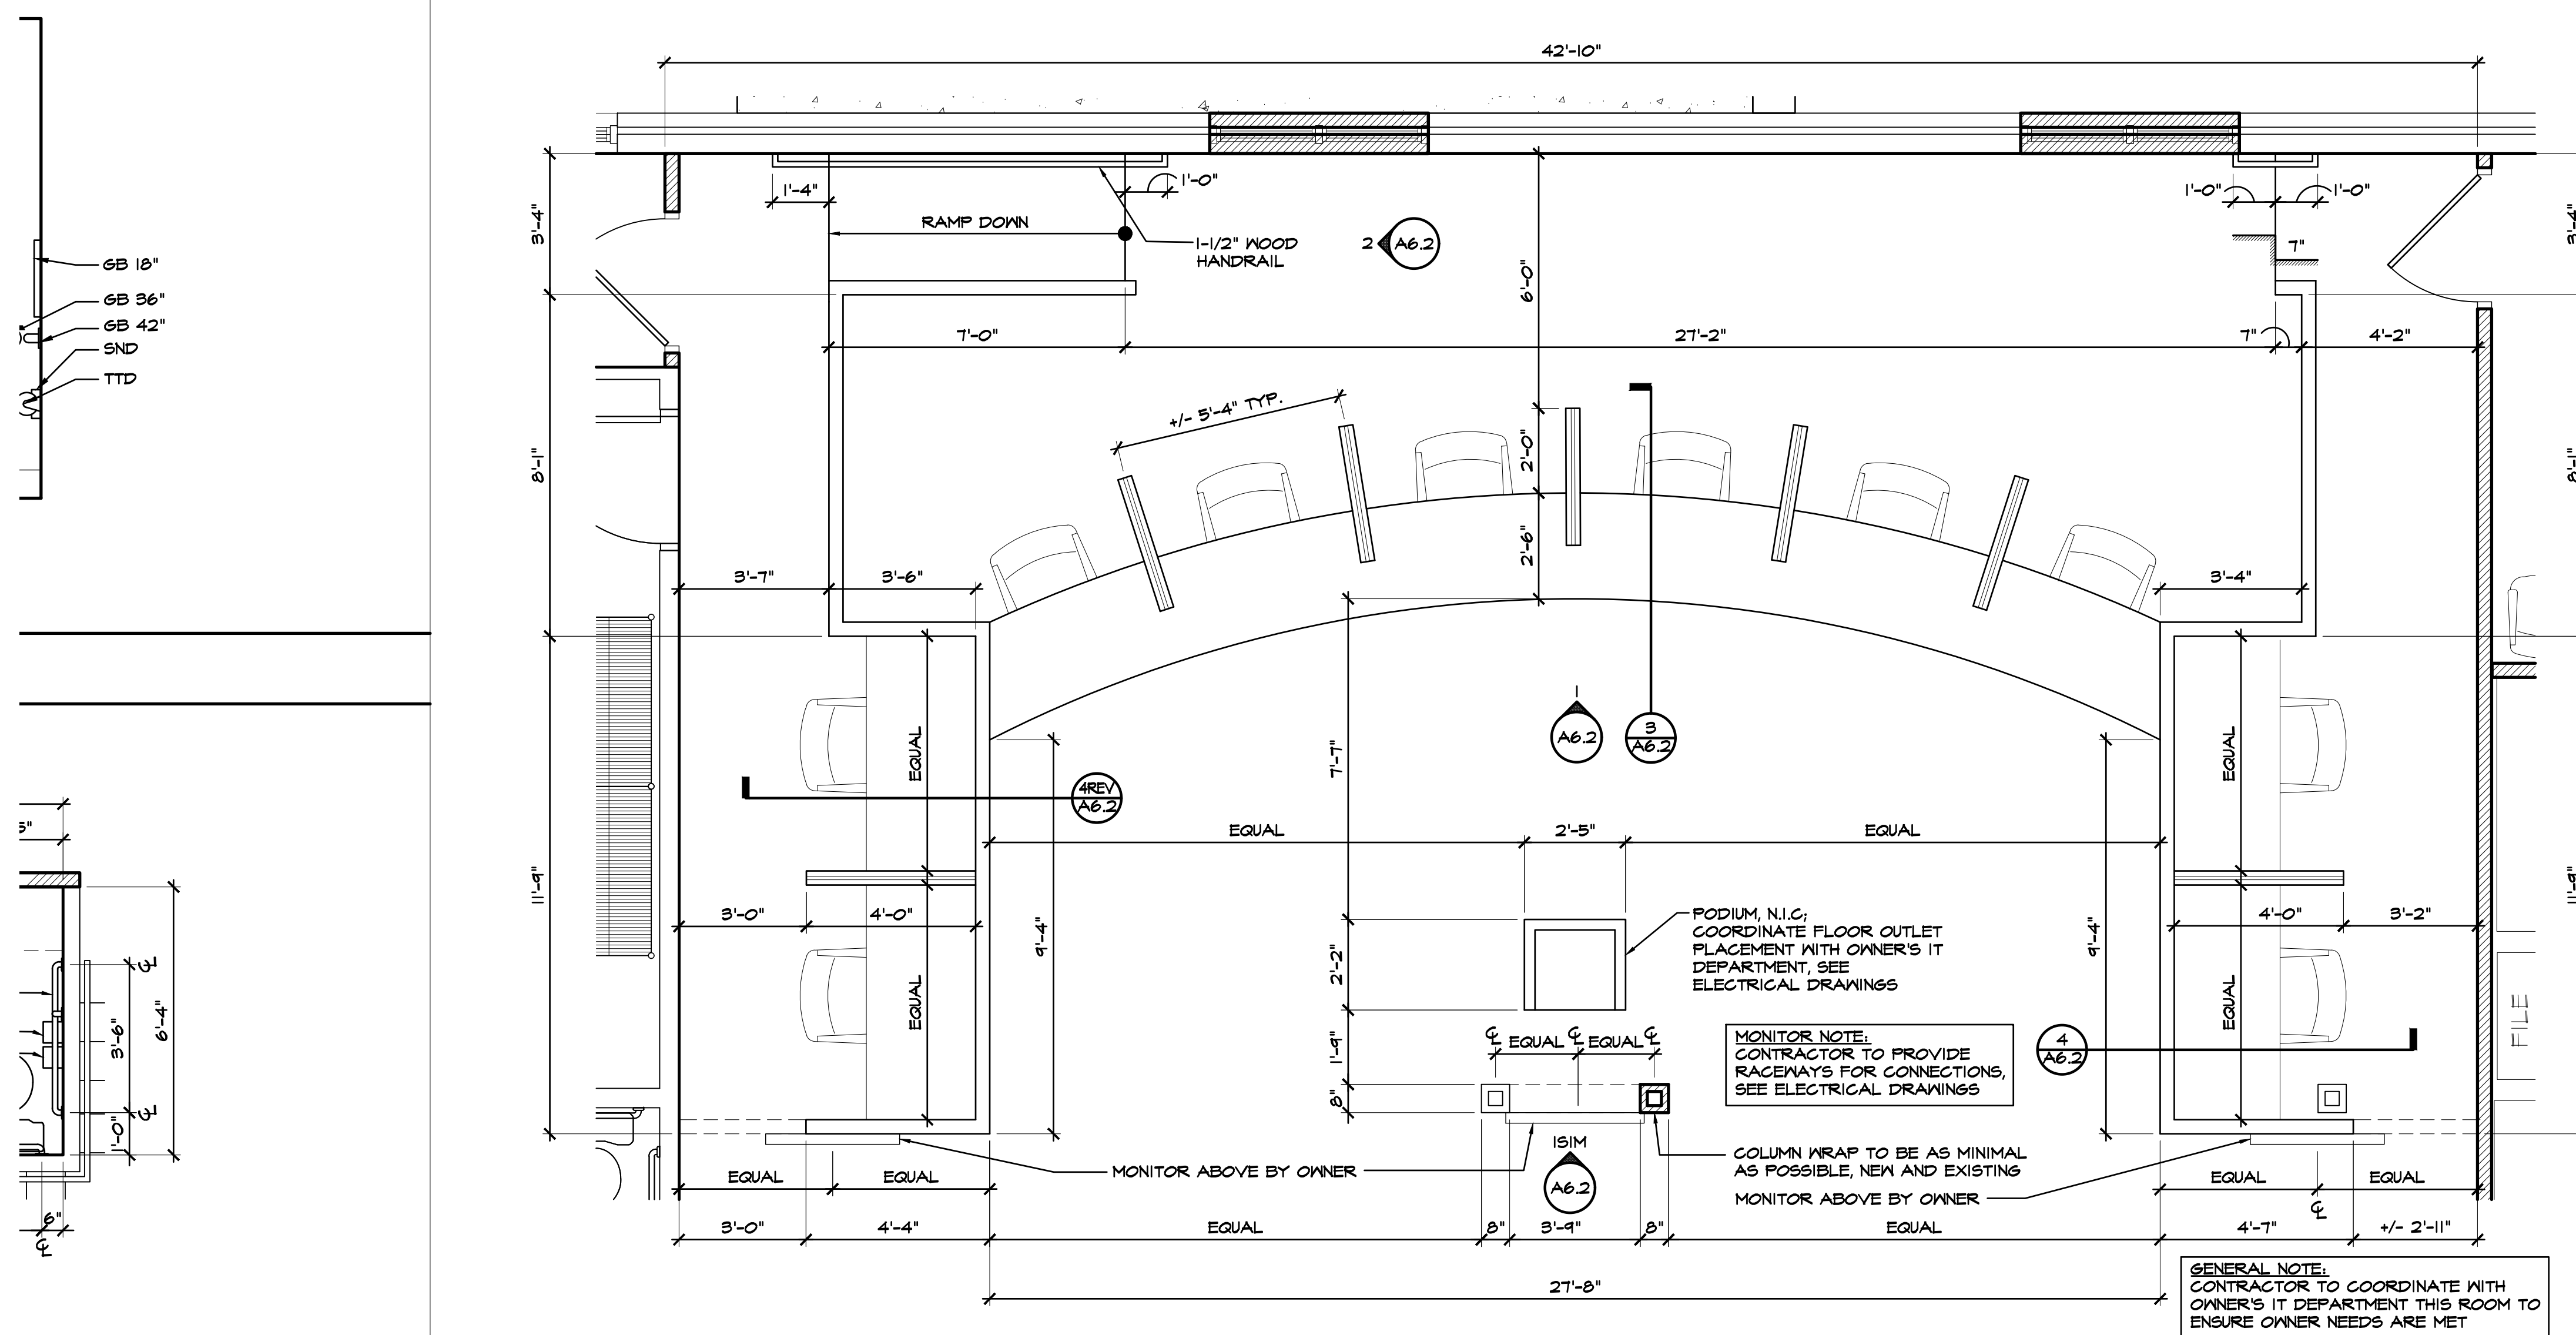 42'-10"
1'-4"
1'-0"
1'-0"
1'-0"
3'-4"
3'-4"
RAMP DOWN
1-1/2" WOOD
HANDRAIL
2
A6.2
7"
GB 18"
GB 36"
GB 42"
SND
TTD
6'-0"
7'-0"
27'-2"
7"
4'-2"
+/- 5'-4" TYP.
8'-1"
2'-0"
8'-1"
2'-6"
3'-7"
3'-6"
3'-4"
EQUAL
EQUAL
1
A6.2
3
A6.2
7'-7"
4REV
A6.2
EQUAL
2'-5"
EQUAL
5"
11'-9"
11'-9"
3'-0"
4'-0"
9'-4"
4'-0"
3'-2"
9'-4"
PODIUM, N.I.C;
COORDINATE FLOOR OUTLET
PLACEMENT WITH OWNER'S IT
DEPARTMENT, SEE
ELECTRICAL DRAWINGS
2'-2"
EQUAL
EQUAL
FILE
3'-6"
6'-4"
1'-0"
6"
1'-9"
8"
EQUAL
EQUAL
MONITOR NOTE:
CONTRACTOR TO PROVIDE
RACEWAYS FOR CONNECTIONS,
SEE ELECTRICAL DRAWINGS
4
A6.2
1SIM
A6.2
MONITOR ABOVE BY OWNER
COLUMN WRAP TO BE AS MINIMAL
AS POSSIBLE, NEW AND EXISTING
MONITOR ABOVE BY OWNER
EQUAL
EQUAL
EQUAL
EQUAL
3'-0"
4'-4"
EQUAL
8"
3'-9"
8"
EQUAL
4'-7"
+/- 2'-11"
27'-8"
GENERAL NOTE:
CONTRACTOR TO COORDINATE WITH
OWNER'S IT DEPARTMENT THIS ROOM TO
ENSURE OWNER NEEDS ARE MET